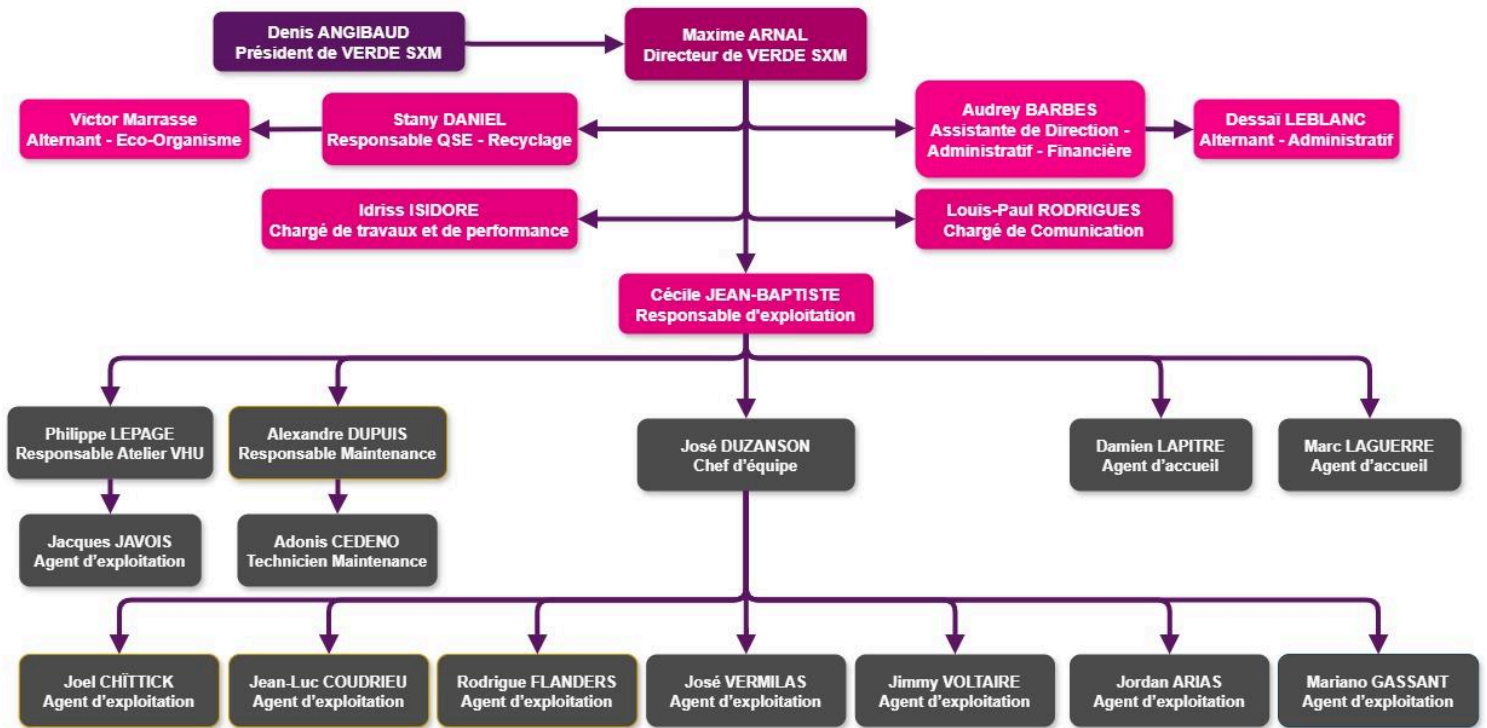 Denis ANGIBAUD
Président de VERDE SXM
Maxime ARNAL
Directeur de VERDE SXM
Victor Marrasse
Alternant - Eco-Organisme
Stany DANIEL
Responsable QSE - Recyclage
Audrey BARBES
Assistante de Direction -
Administratif - Financière
Dessaï LEBLANC
Alternant - Administratif
Idriss ISIDORE
Chargé de travaux et de performance
Louis-Paul RODRIGUES
Chargé de Comunication
Cécile JEAN-BAPTISTE
Responsable d'exploitation
Philippe LEPAGE
Responsable Atelier VHU
Alexandre DUPUIS
Responsable Maintenance
José DUZANSON
Chef d'équipe
Damien LAPITRE
Agent d'accueil
Marc LAGUERRE
Agent d'accueil
Jacques JAVOIS
Agent d'exploitation
Adonis CEDENO
Technicien Maintenance
Joel CHÏTTICK
Agent d'exploitation
Jean-Luc COUDRIEU
Agent d'exploitation
Rodrigue FLANDERS
Agent d'exploitation
José VERMILAS
Agent d'exploitation
Jimmy VOLTAIRE
Agent d'exploitation
Jordan ARIAS
Agent d'exploitation
Mariano GASSANT
Agent d'exploitation